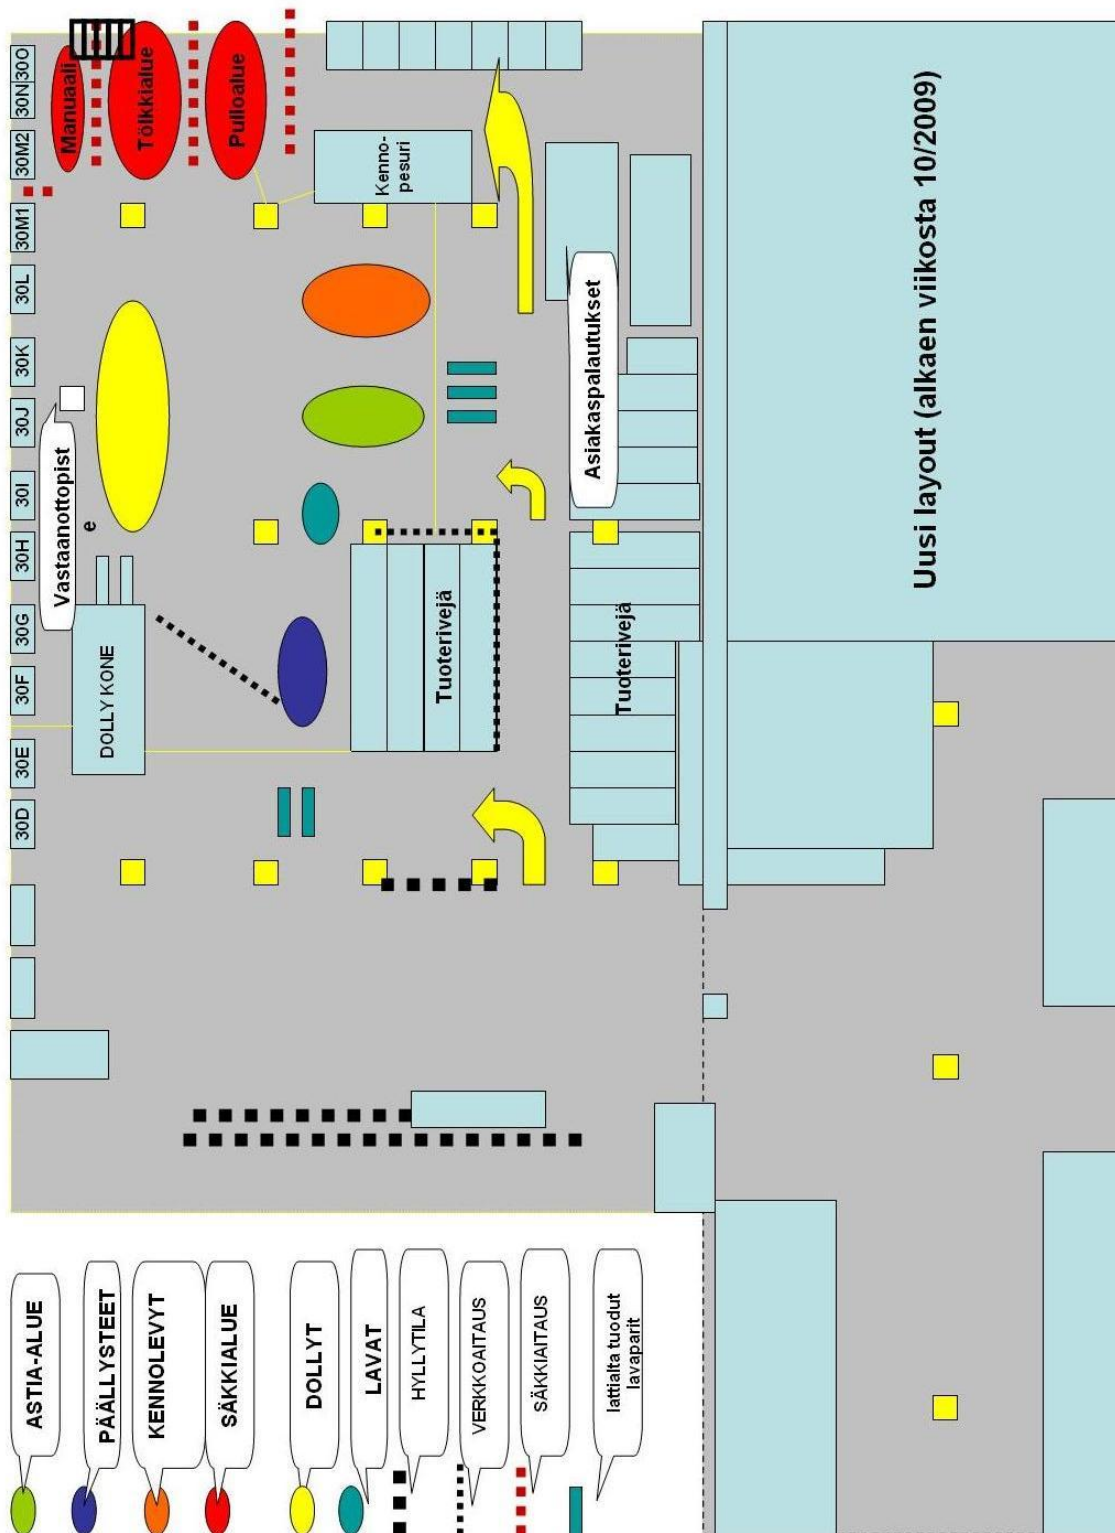 30D
30E
30F
30G
30H
30I
30J
30K
30L
30M1
30M2
30N
30O
Vastaanottopist
e
DOLLY KONE
Manuaali
Tölkkialue
Pulloalue
Kenno-
pesuri
Tuoterivejä
Asiakaspalautukset
Tuoterivejä
Uusi layout (alkaen viikosta 10/2009)
ASTIA-ALUE
PÄÄLLYSTEET
KENNOLEVYT
SÄKKIALUE
DOLLYT
LAVAT
HYLLYTILA
VERKKOAITAUS
SÄKKIAITAUS
lattialta tuodut
lavaparit